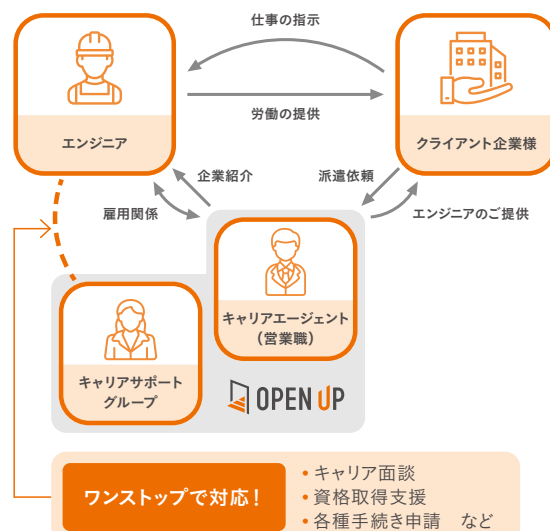 仕事の指示
労働の提供
エンジニア
クライアント企業様
企業紹介
派遣依頼
雇用関係
エンジニアのご提供
キャリアエージェント
（営業職）
キャリアサポート
グループ
OPEN UP
ワンストップで対応！
・キャリア面談
・資格取得支援
・各種手続き申請　など